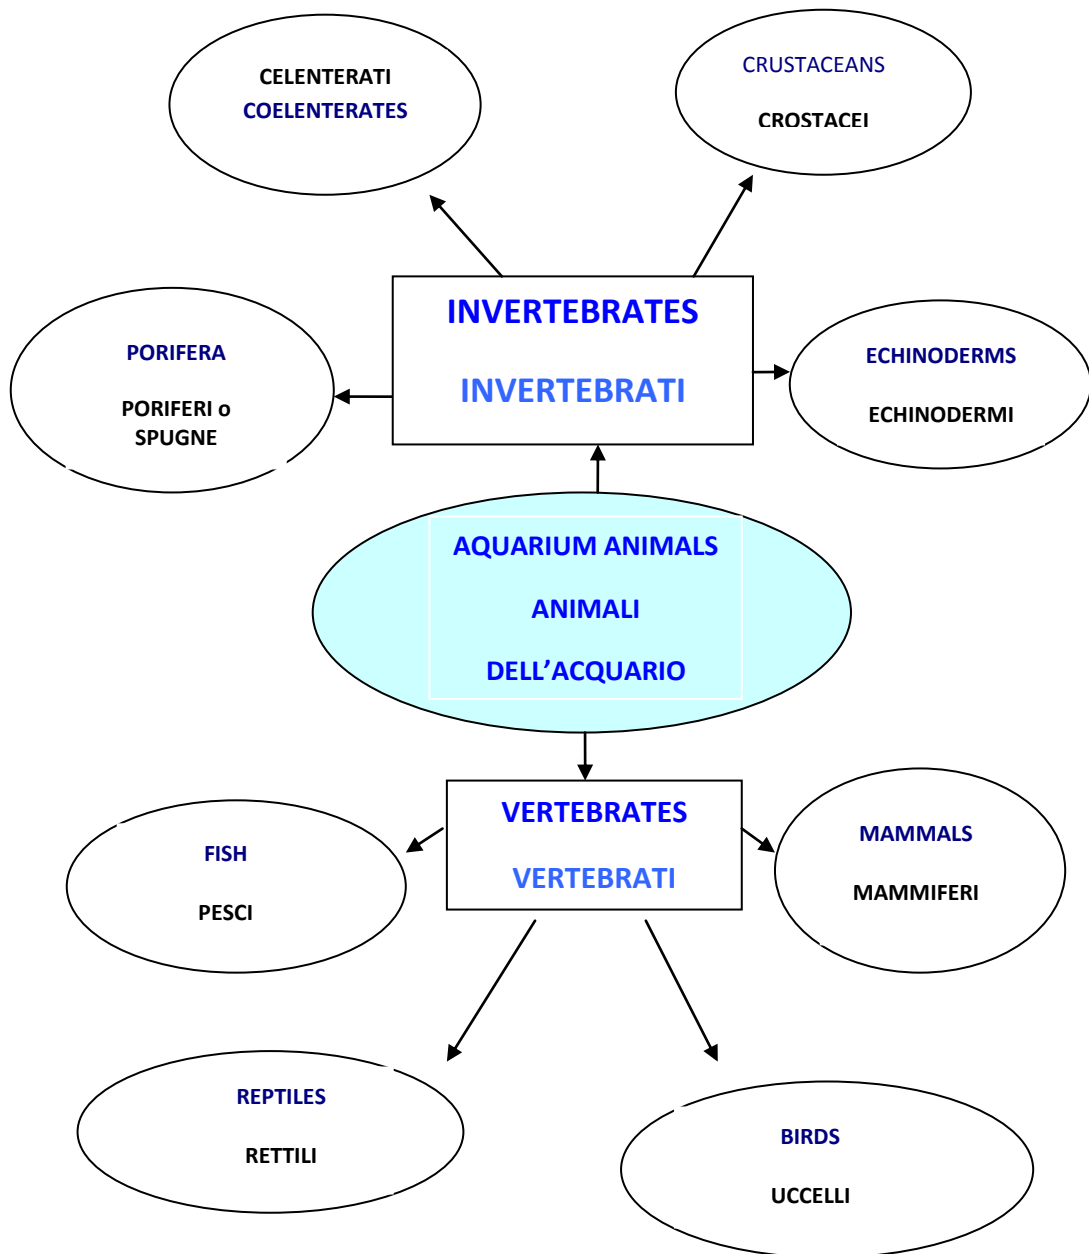 CELENTERATI
COELENTERATES
CRUSTACEANS
CROSTACEI
INVERTEBRATES
INVERTEBRATI
PORIFERA
PORIFERI o
SPUGNE
ECHINODERMS
ECHINODERMI
AQUARIUM ANIMALS
ANIMALI
DELL’ACQUARIO
VERTEBRATES
VERTEBRATI
FISH
PESCI
MAMMALS
MAMMIFERI
REPTILES
RETTILI
BIRDS
UCCELLI